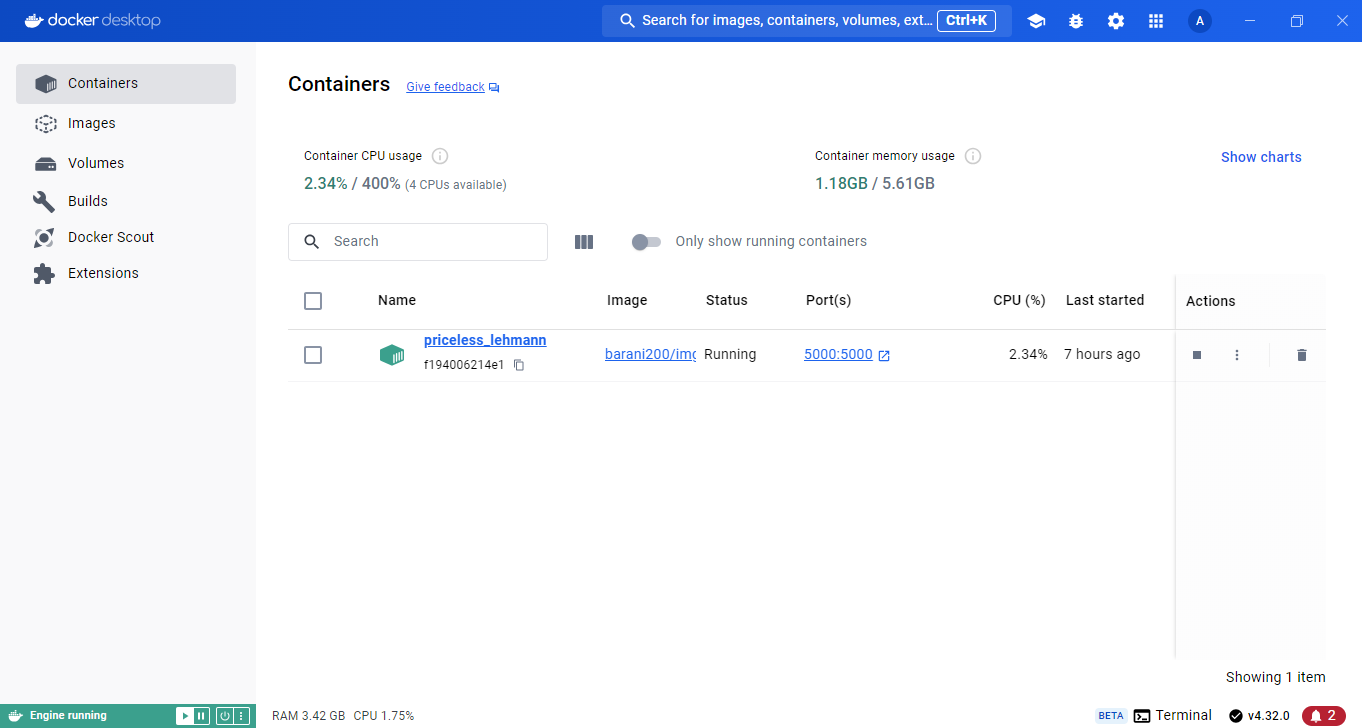 docker desktop
Search for images, containers, volumes, ext... Ctrl+K
A
Containers
Images
Volumes
Builds
Docker Scout
Extensions
Containers Give feedback
Container CPU usage
2.34% / 400% (4 CPUs available)
Container memory usage
1.18GB / 5.61GB
Show charts
Search
Only show running containers
Name Image Status Port(s) CPU (%) Last started Actions
priceless_lehmann
f194006214e1
barani200/img Running 5000:5000 2.34% 7 hours ago
Showing 1 item
Engine running
RAM 3.42 GB CPU 1.75%
BETA Terminal v4.32.0 2